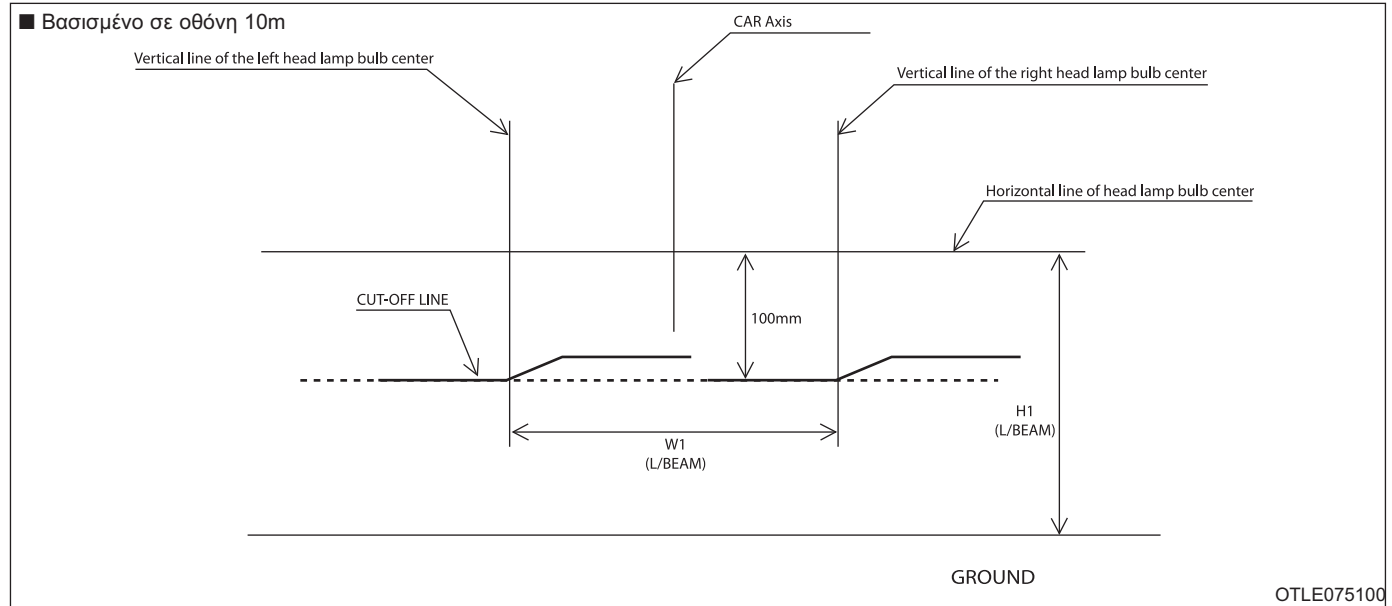 ■ Βασισμένο σε οθόνη 10m
CAR Axis
Vertical line of the left head lamp bulb center
Vertical line of the right head lamp bulb center
Horizontal line of head lamp bulb center
CUT-OFF LINE
100mm
H1
(L/BEAM)
W1
(L/BEAM)
GROUND
OTLE075100